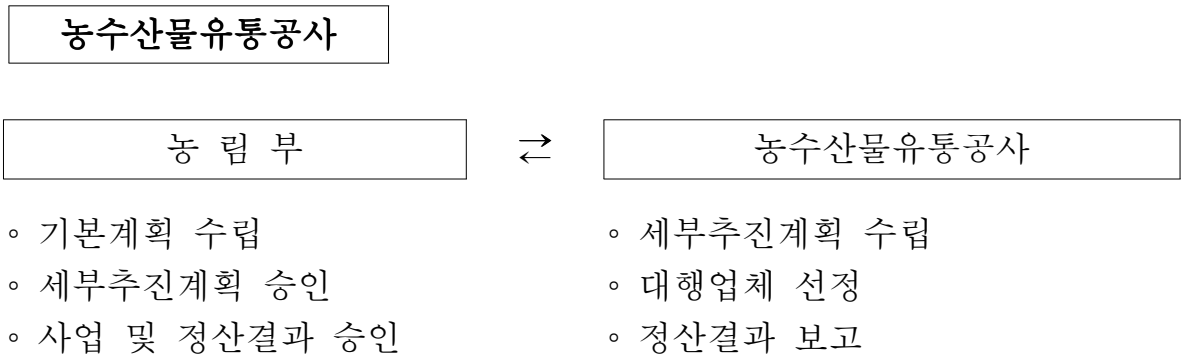 농수산물유통공사
농 림 부 ⇄ 농수산물유통공사
◦ 기본계획 수립
◦ 세부추진계획 승인
◦ 사업 및 정산결과 승인
◦ 세부추진계획 수립
◦ 대행업체 선정
◦ 정산결과 보고